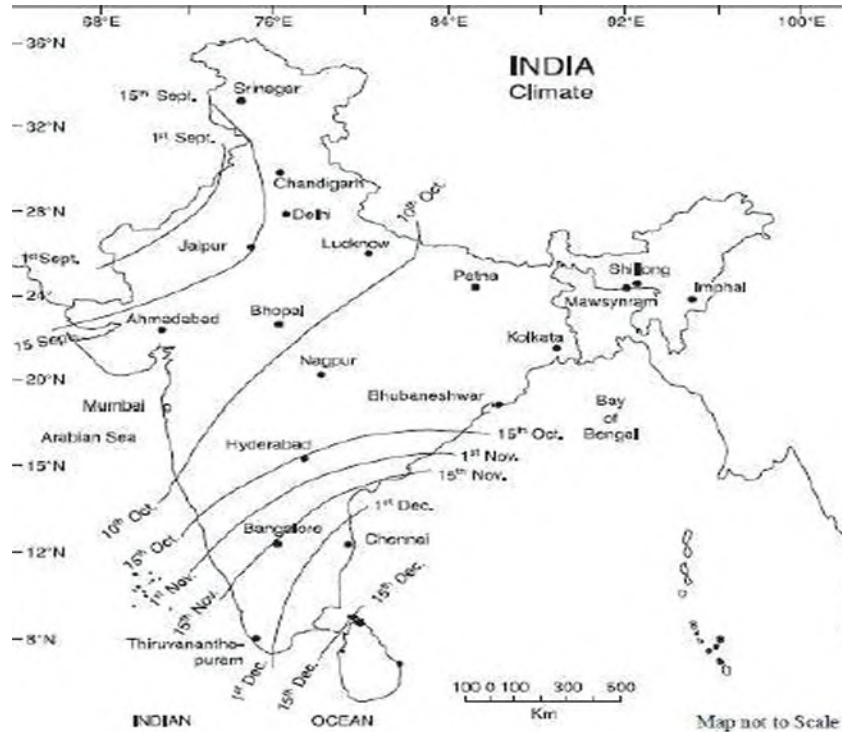 68°E
76°E
84°E
92°E
100°E
36°N
INDIA
Climate
15th Sept.
Srinagar
32°N
1st Sept.
Chandigarh
10th Oct.
28°N
Delhi
Jaipur
Lucknow
1st Sept.
Shillong
Patna
24°N
Mawsynram
Imphal
Ahmadabad
Bhopal
15 Sept.
Kolkata
Nagpur
20°N
Bhubaneshwar
Mumbai
Bay
of
Bengal
Arabian Sea
Hyderabad
15th Oct.
15°N
1st Nov.
15th Nov.
10th Oct.
1st Dec.
15th Oct.
Bangalore
Chennai
12°N
1st Nov.
15th Dec.
15th Nov.
8°N
Thiruvanantha-
puram
1st Dec.
15th Dec.
100 0 100 300 500
Km
INDIAN
OCEAN
Map not to Scale